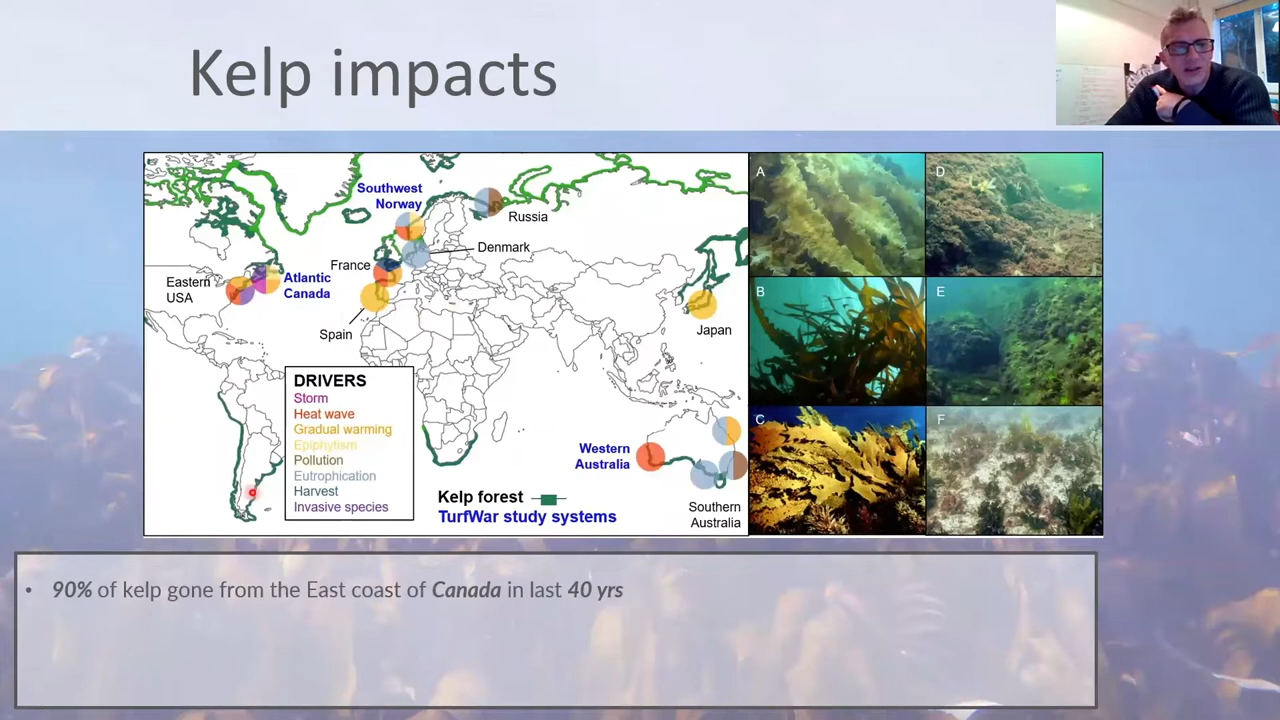 Kelp impacts
Southwest
Norway
Russia
Denmark
France
Eastern
USA
Atlantic
Canada
Spain
Japan
DRIVERS
Storm
Heat wave
Gradual warming
Epiphytism
Pollution
Eutrophication
Harvest
Invasive species
Western
Australia
Kelp forest
TurfWar study systems
Southern
Australia
A
D
B
E
C
F
• 90% of kelp gone from the East coast of Canada in last 40 yrs